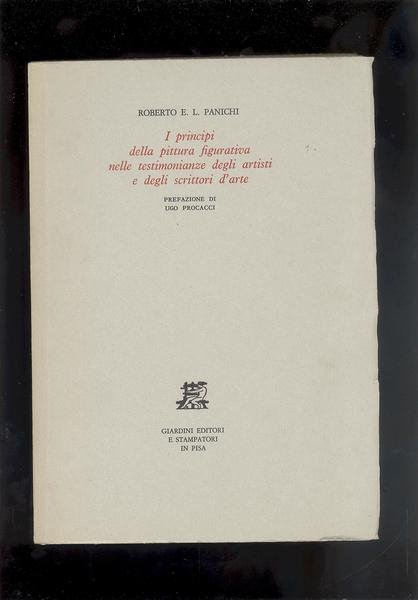 ROBERTO E. L. PANICHI
I principi
della pittura figurativa
nelle testimonianze degli artisti
e degli scrittori d'arte
PREFAZIONE DI
UGO PROCACCI
GIARDINI EDITORI
E STAMPATORI
IN PISA